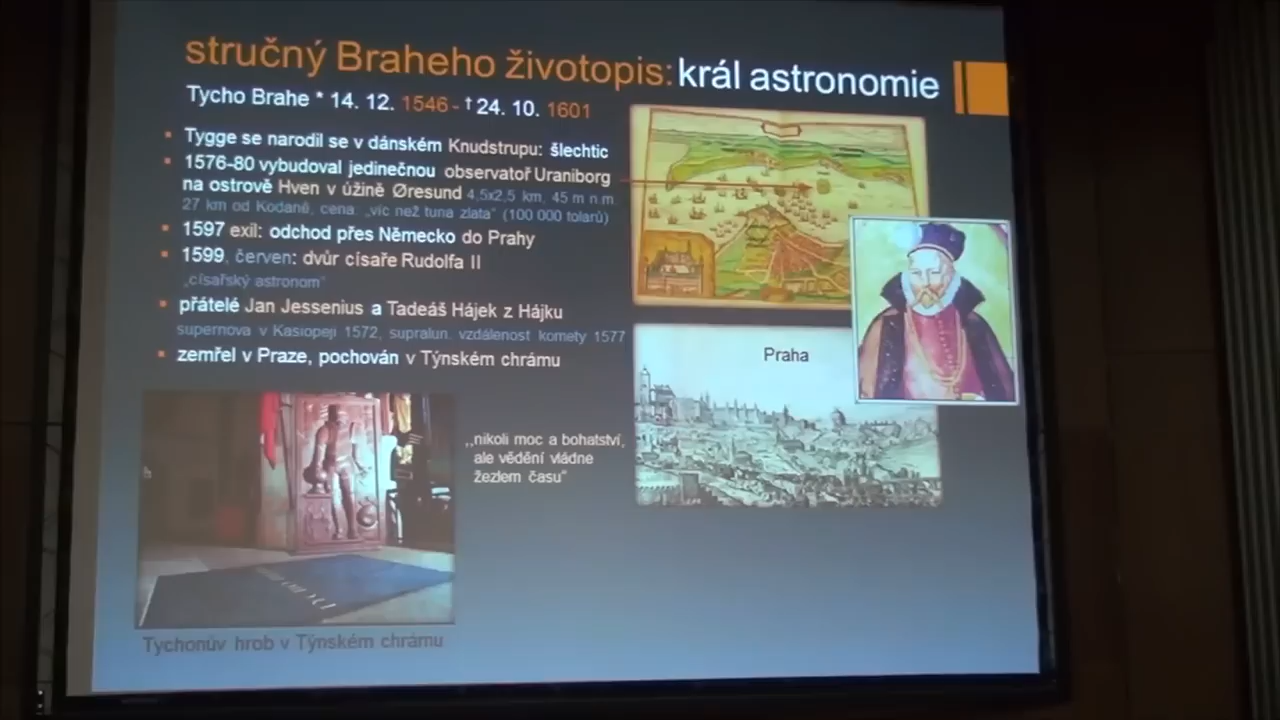 stručný Braheho životopis: král astronomie
Tycho Brahe * 14. 12. 1546 - † 24. 10. 1601
▪ Tygge se narodil se v dánském Knudstrupu: šlechtic
▪ 1576-80 vybudoval jedinečnou observatoř Uraniborg
na ostrově Hven v úžině Øresund 4,5x2,5 km, 45 m n.m.
27 km od Kodaně, cena: „víc než tuna zlata" (100 000 tolarů)
▪ 1597 exil: odchod přes Německo do Prahy
▪ 1599, červen: dvůr císaře Rudolfa II
„císařský astronom"
▪ přátelé Jan Jessenius a Tadeáš Hájek z Hájku
supernova v Kasiopeji 1572, supralun. vzdálenost komety 1577
▪ zemřel v Praze, pochován v Týnském chrámu
„nikoli moc a bohatství,
ale vědění vládne
žezlem času"
Praha
Tychonův hrob v Týnském chrámu